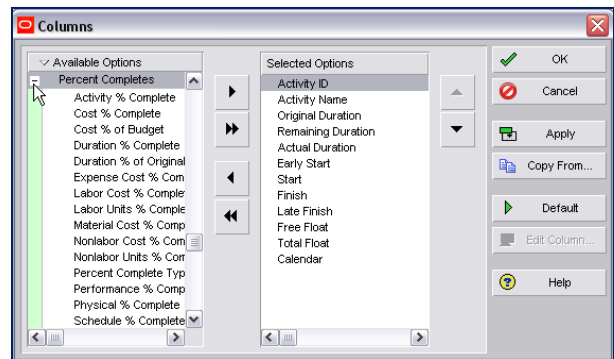 Columns
Available Options
Percent Completes
Activity % Complete
Cost % Complete
Cost % of Budget
Duration % Complete
Duration % of Original
Expense Cost % Com
Labor Cost % Comple
Labor Units % Comple
Material Cost % Comp
Nonlabor Cost % Com
Nonlabor Units % Com
Percent Complete Typ
Performance % Comp
Physical % Complete
Schedule % Complete
Selected Options
Activity ID
Activity Name
Original Duration
Remaining Duration
Actual Duration
Early Start
Start
Finish
Late Finish
Free Float
Total Float
Calendar
OK
Cancel
Apply
Copy From...
Default
Edit Column...
Help